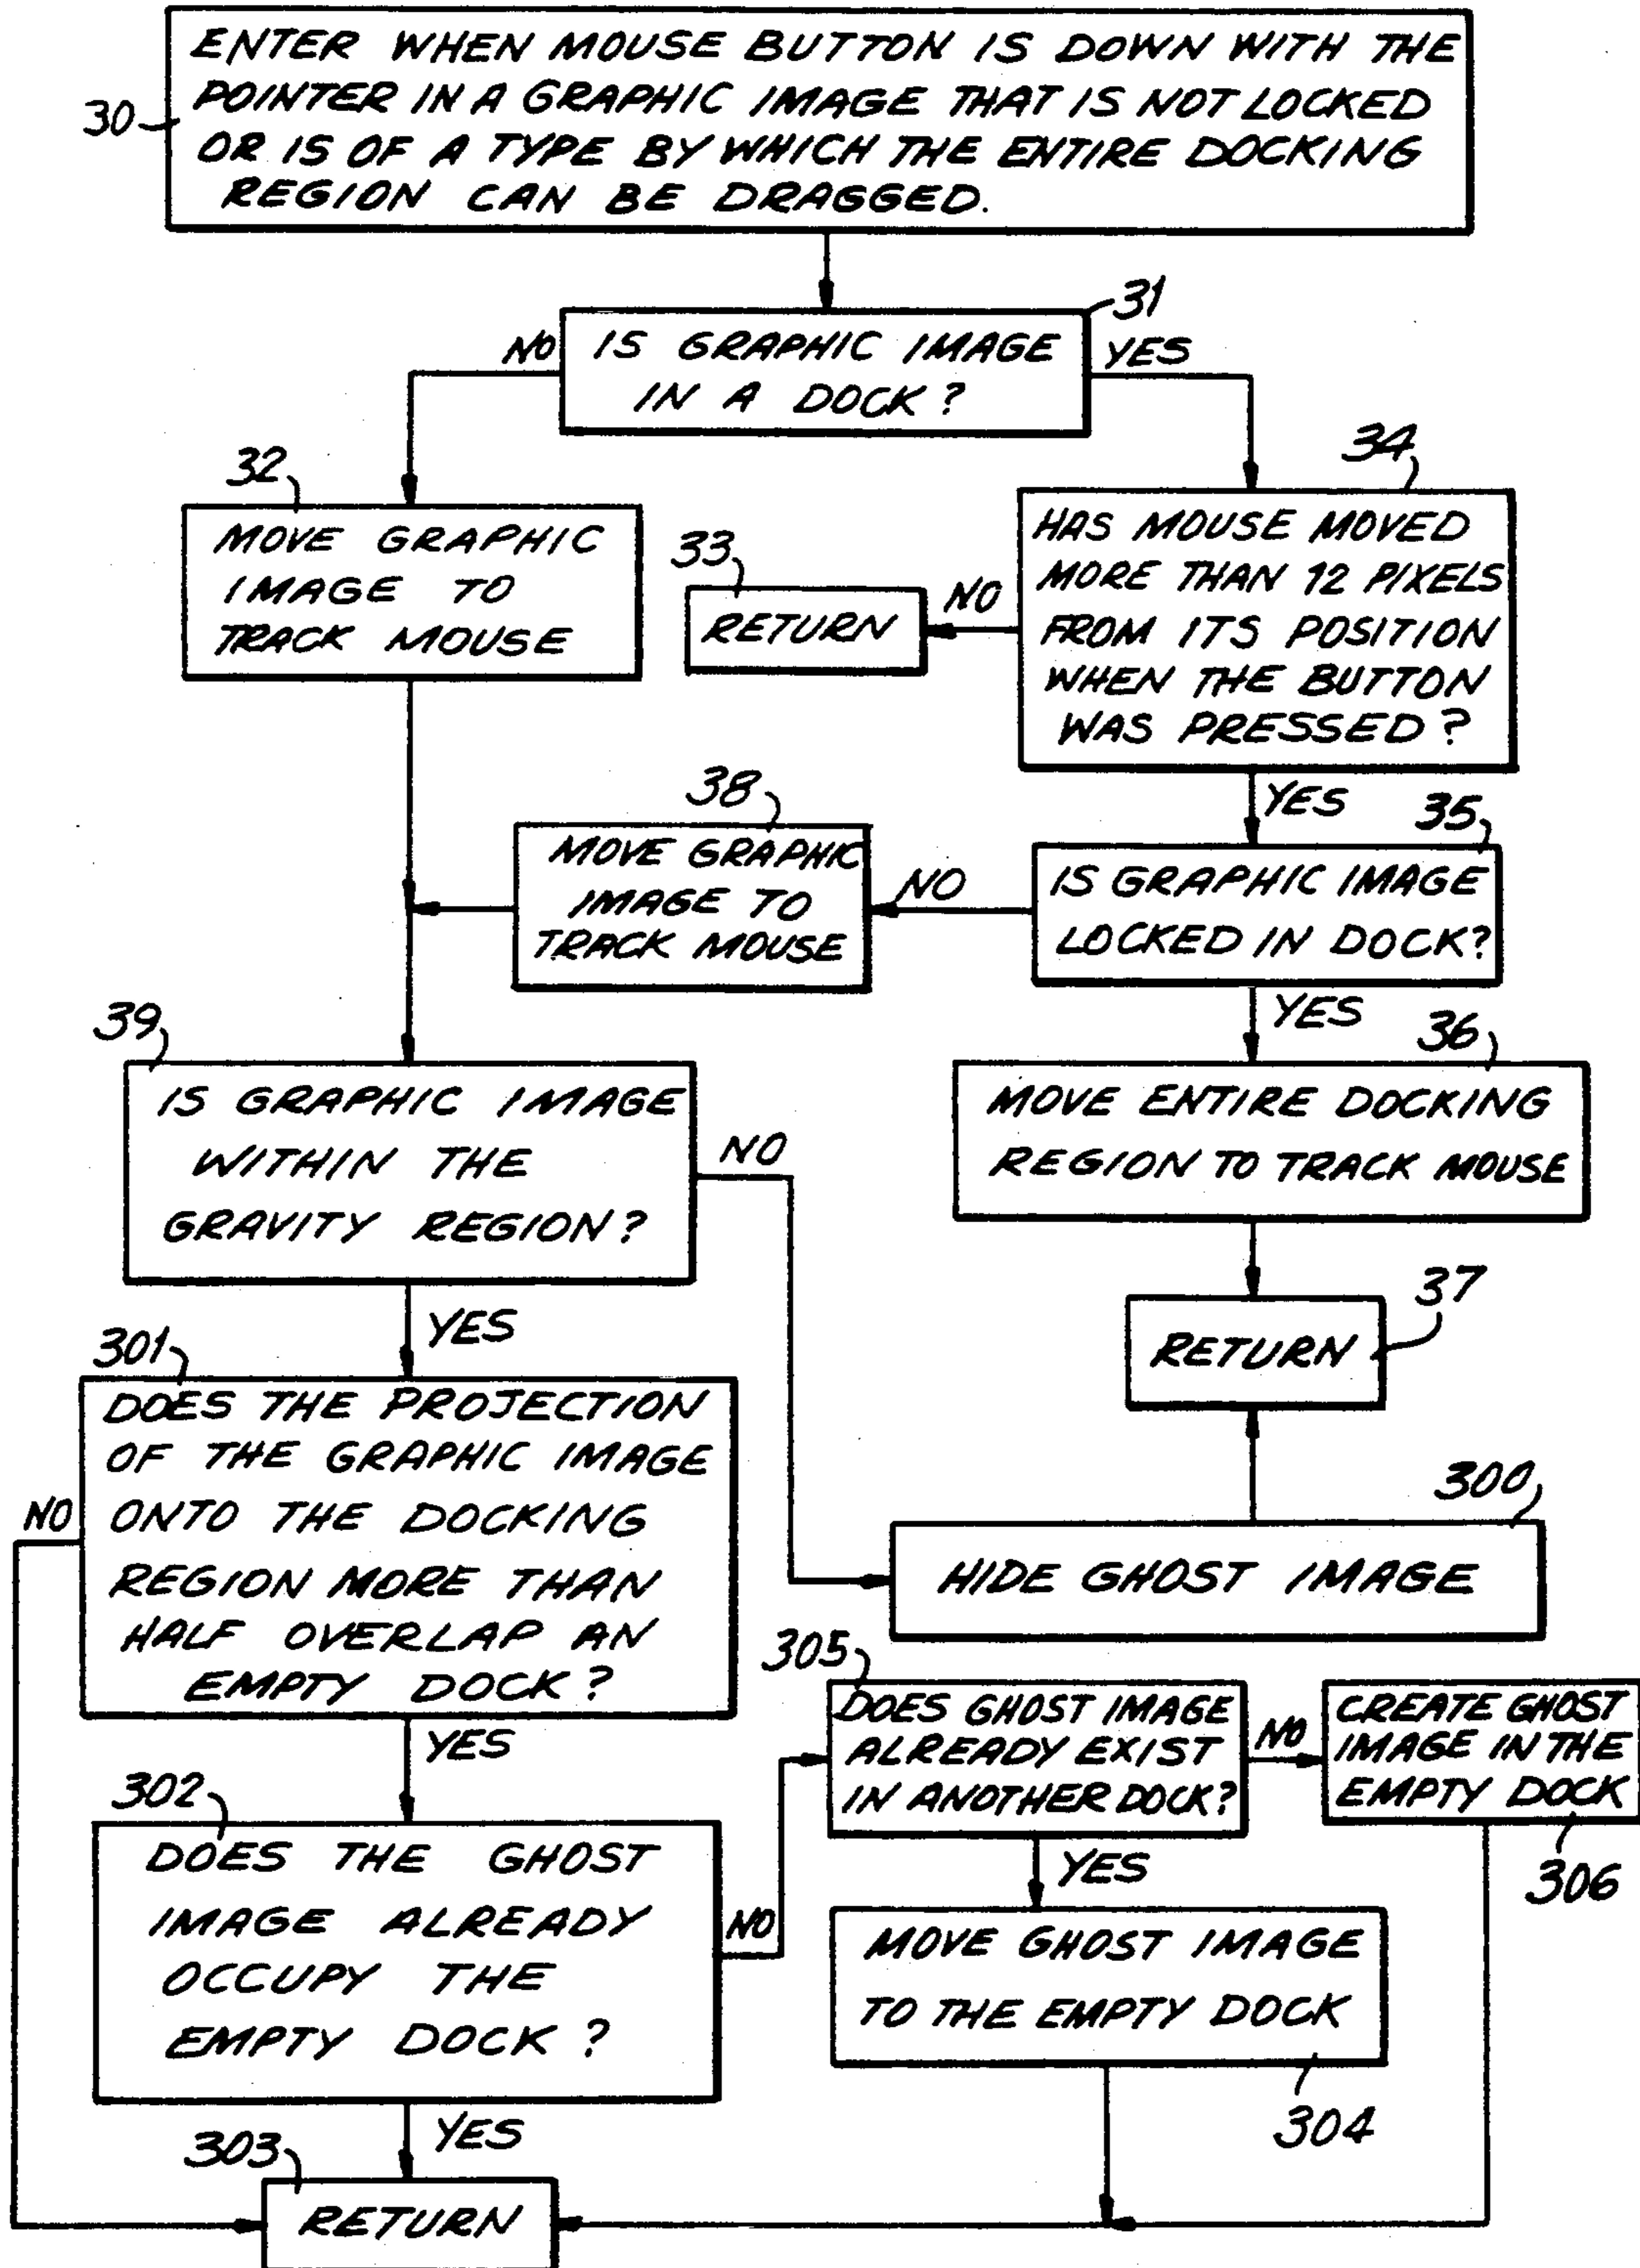 ENTER WHEN MOUSE BUTTON IS DOWN WITH THE
POINTER IN A GRAPHIC IMAGE THAT IS NOT LOCKED
OR IS OF A TYPE BY WHICH THE ENTIRE DOCKING
REGION CAN BE DRAGGED.
30
31
IS GRAPHIC IMAGE
IN A DOCK?
NO
YES
32
MOVE GRAPHIC
IMAGE TO
TRACK MOUSE
33
RETURN
NO
34
HAS MOUSE MOVED
MORE THAN 12 PIXELS
FROM ITS POSITION
WHEN THE BUTTON
WAS PRESSED?
YES
38
MOVE GRAPHIC
IMAGE TO
TRACK MOUSE
NO
35
IS GRAPHIC IMAGE
LOCKED IN DOCK?
YES
39
IS GRAPHIC IMAGE
WITHIN THE
GRAVITY REGION?
NO
YES
36
MOVE ENTIRE DOCKING
REGION TO TRACK MOUSE
37
RETURN
301
DOES THE PROJECTION
OF THE GRAPHIC IMAGE
ONTO THE DOCKING
REGION MORE THAN
HALF OVERLAP AN
EMPTY DOCK?
NO
YES
300
HIDE GHOST IMAGE
302
DOES THE GHOST
IMAGE ALREADY
OCCUPY THE
EMPTY DOCK?
NO
YES
305
DOES GHOST IMAGE
ALREADY EXIST
IN ANOTHER DOCK?
NO
YES
CREATE GHOST
IMAGE IN THE
EMPTY DOCK
306
MOVE GHOST IMAGE
TO THE EMPTY DOCK
304
303
RETURN